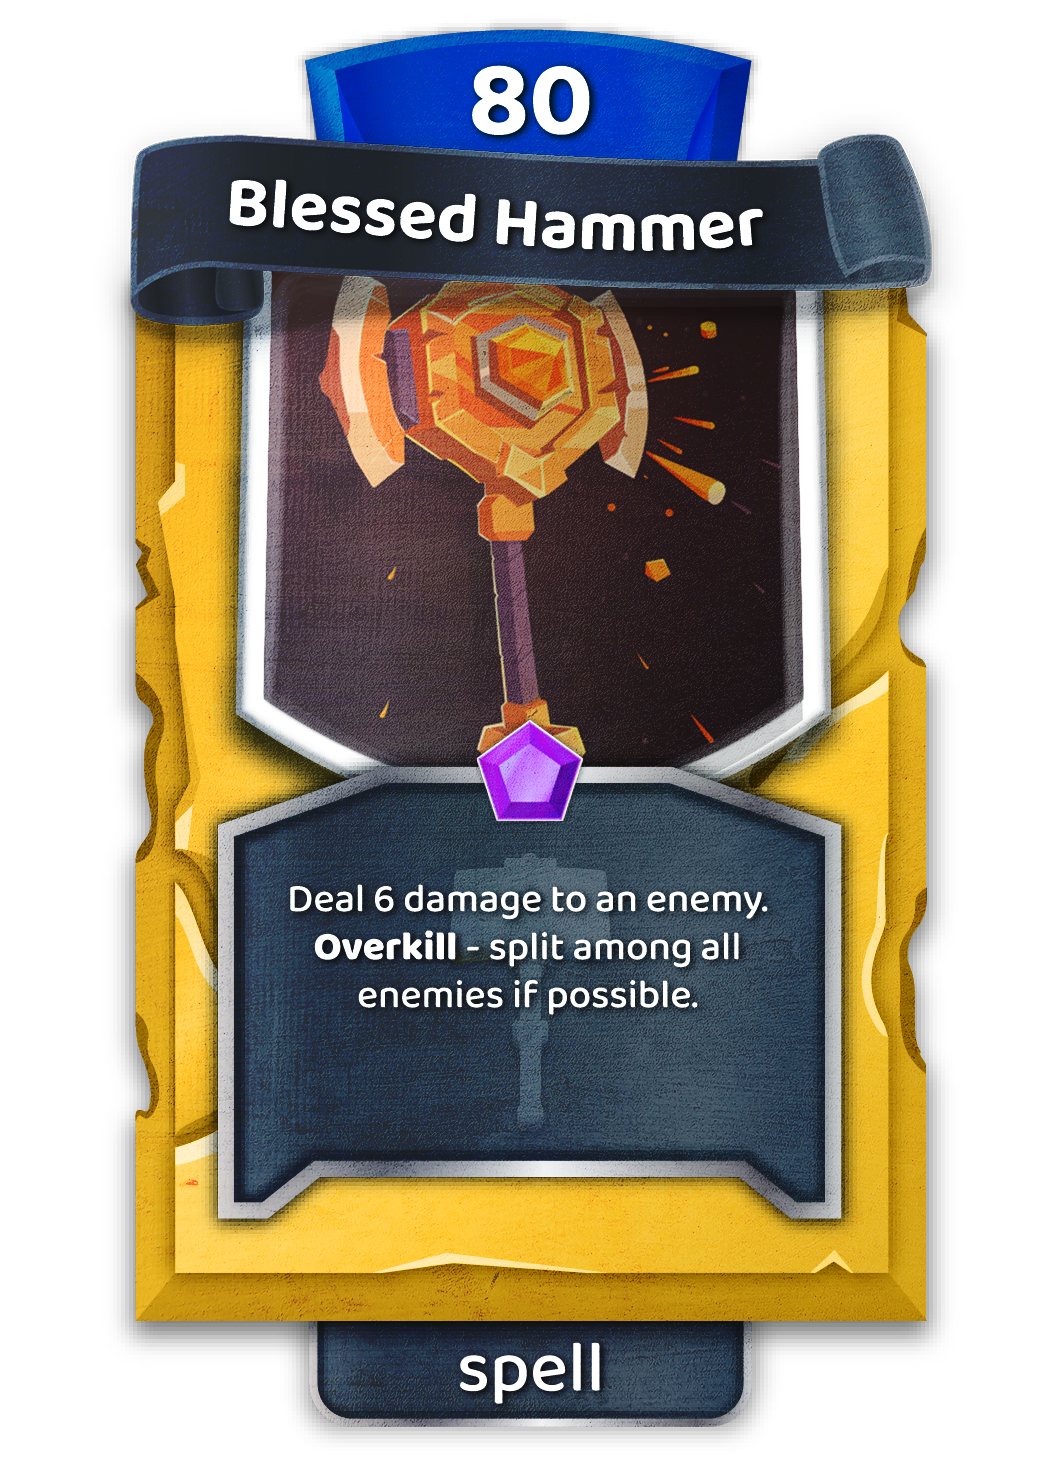 80
Blessed Hammer
Deal 6 damage to an enemy.
Overkill - split among all
enemies if possible.
spell